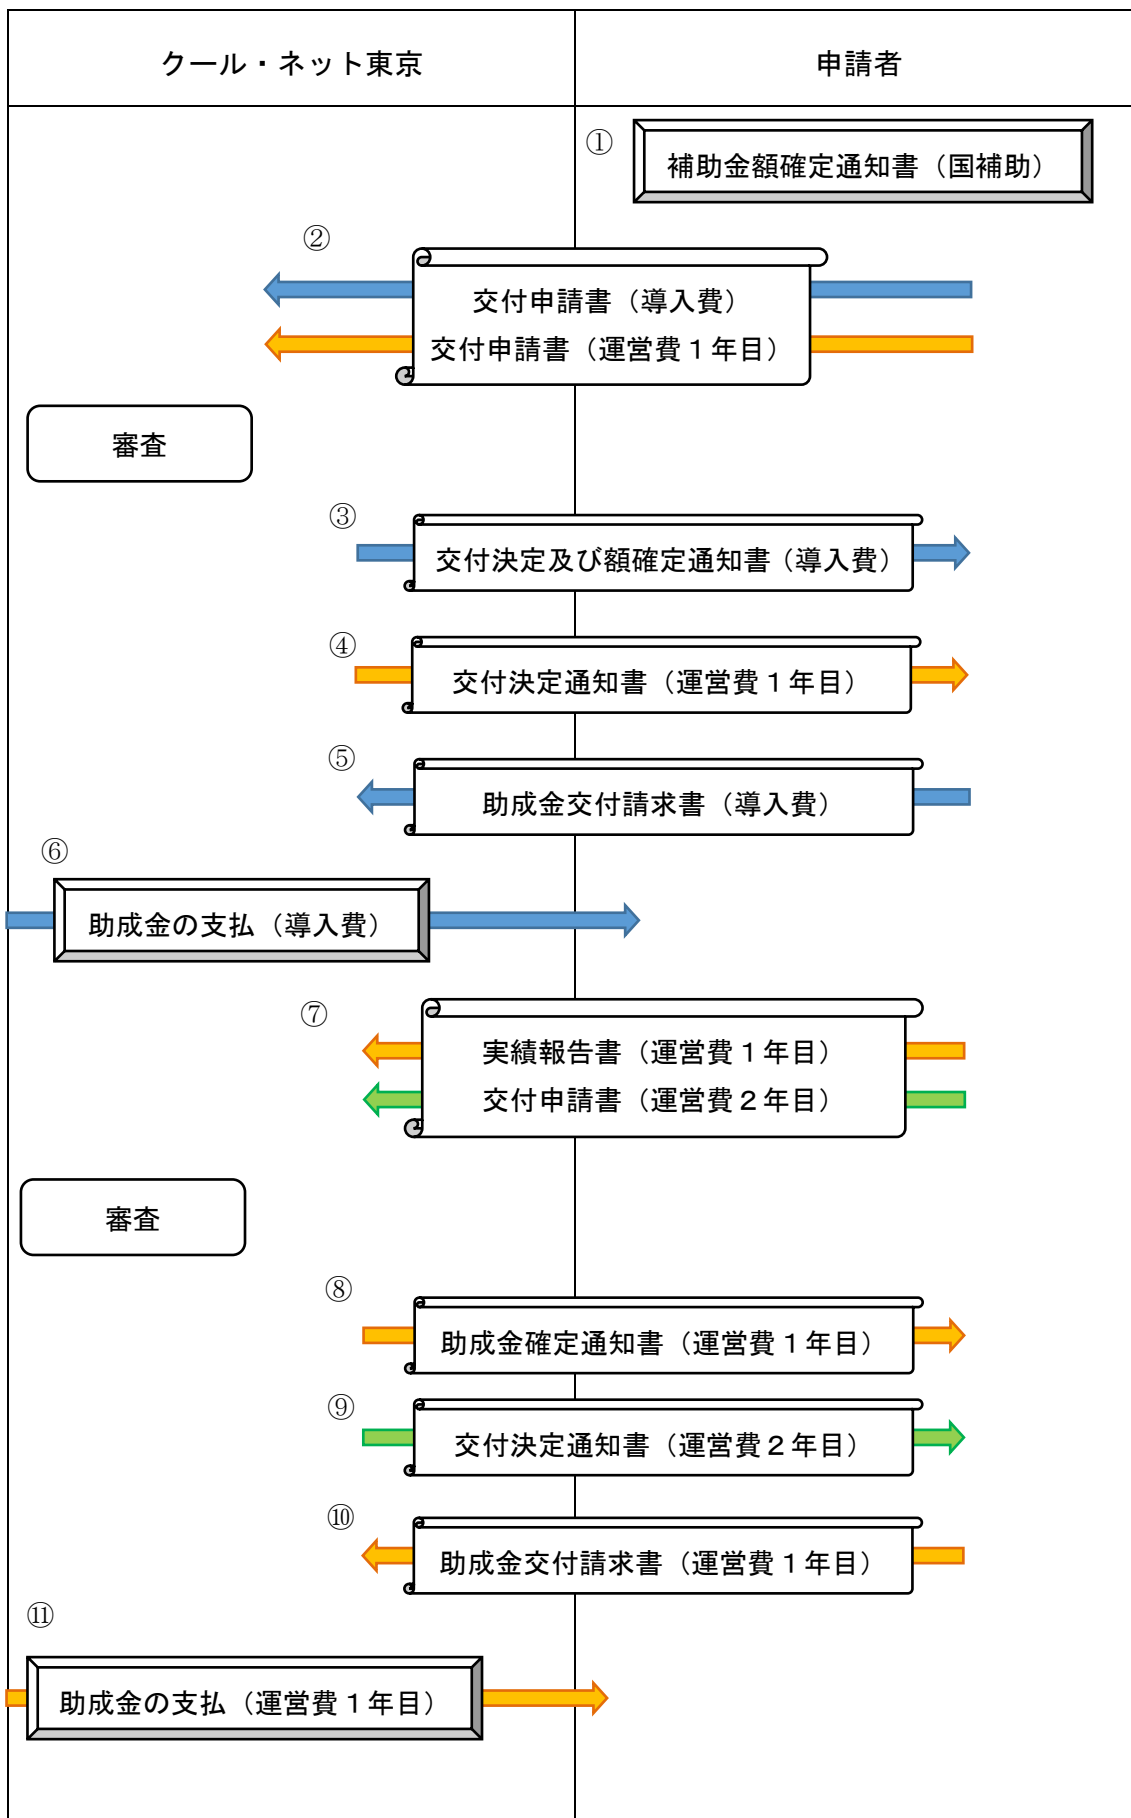 クール・ネット東京
申請者
①
補助金額確定通知書（国補助）
②
交付申請書（導入費）
交付申請書（運営費１年目）
審査
③
交付決定及び額確定通知書（導入費）
④
交付決定通知書（運営費１年目）
⑤
助成金交付請求書（導入費）
⑥
助成金の支払（導入費）
⑦
実績報告書（運営費１年目）
交付申請書（運営費２年目）
審査
⑧
助成金確定通知書（運営費１年目）
⑨
交付決定通知書（運営費２年目）
⑩
助成金交付請求書（運営費１年目）
⑪
助成金の支払（運営費１年目）